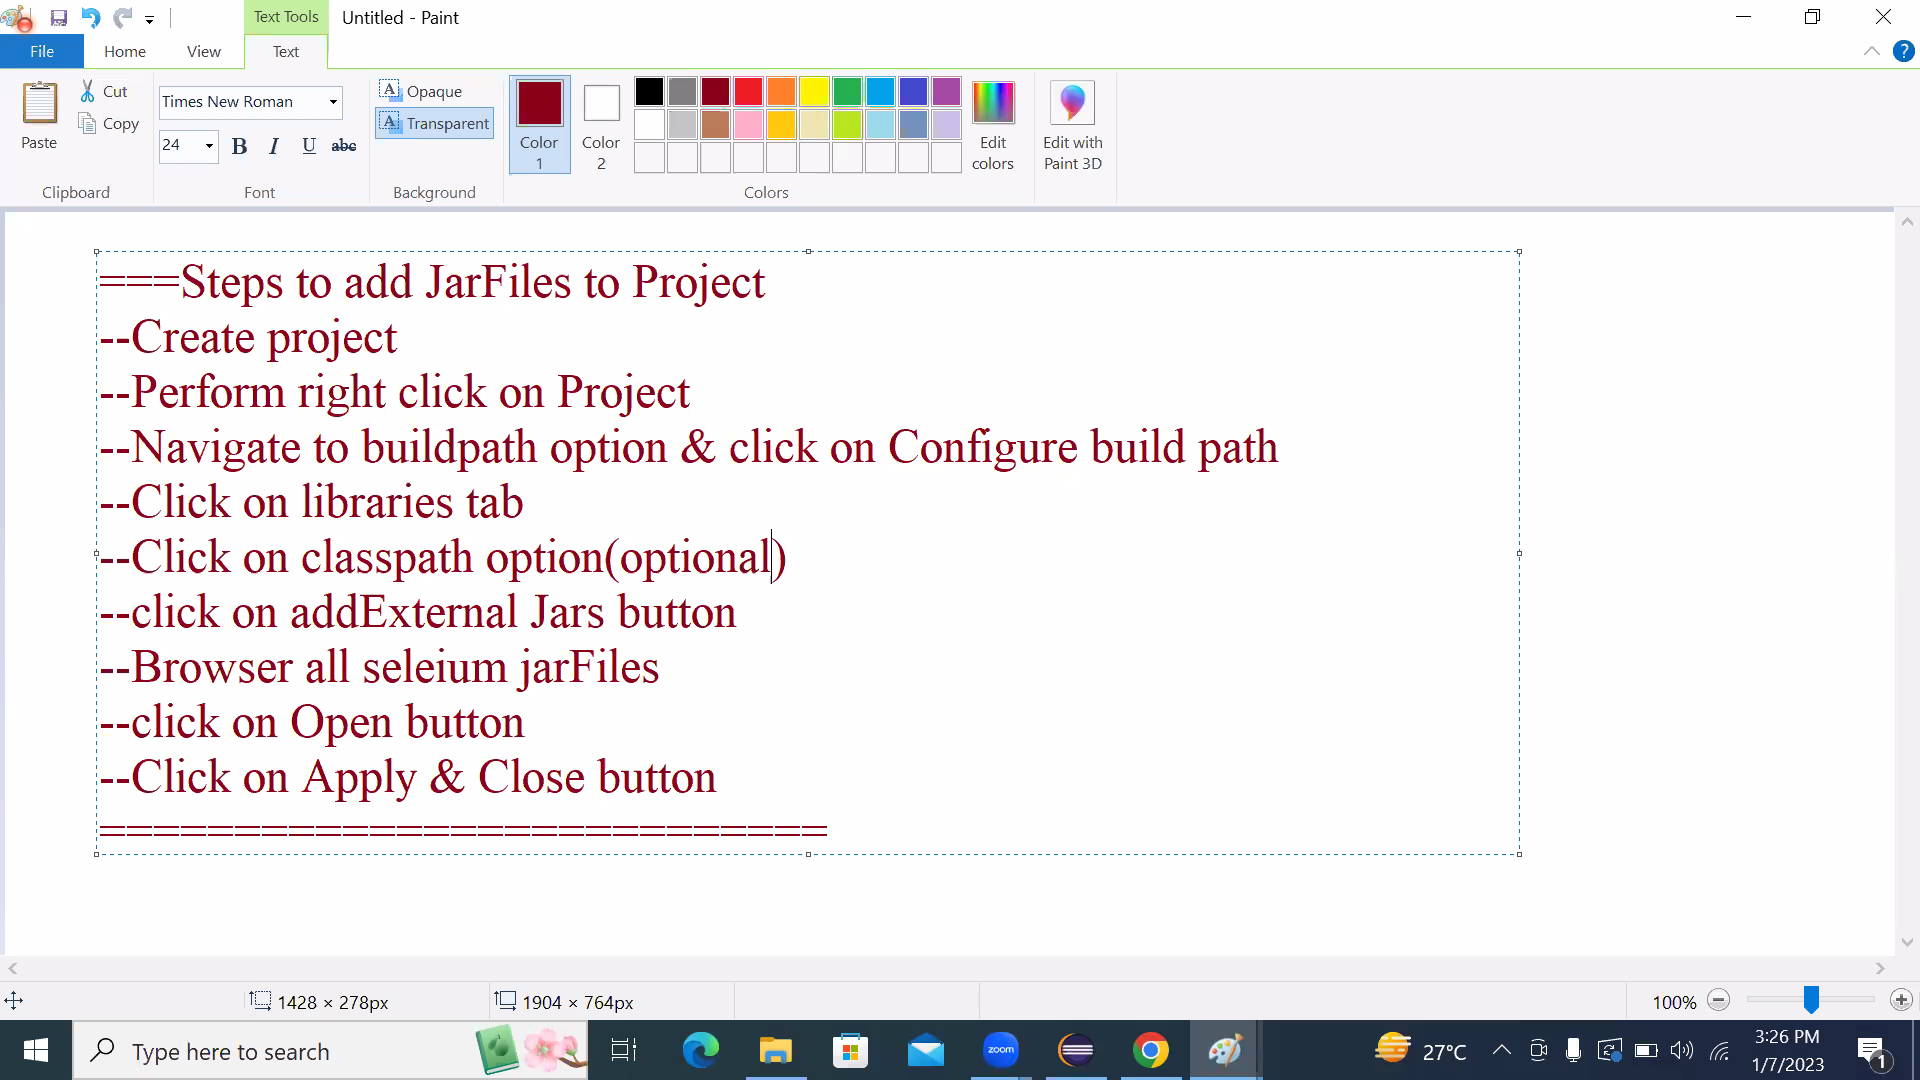 Text Tools
Untitled - Paint
File
Home
View
Text
?
Paste
Cut
Copy
Clipboard
Times New Roman
24
B
I
U
abc
Font
A Opaque
A Transparent
Background
Color
1
Color
2
Edit
colors
Colors
Edit with
Paint 3D
===Steps to add JarFiles to Project
--Create project
--Perform right click on Project
--Navigate to buildpath option & click on Configure build path
--Click on libraries tab
--Click on classpath option(optional)
--click on addExternal Jars button
--Browser all seleium jarFiles
--click on Open button
--Click on Apply & Close button
===========================
1428 × 278px
1904 × 764px
100%
Type here to search
zoom
27°C
3:26 PM
1/7/2023
1